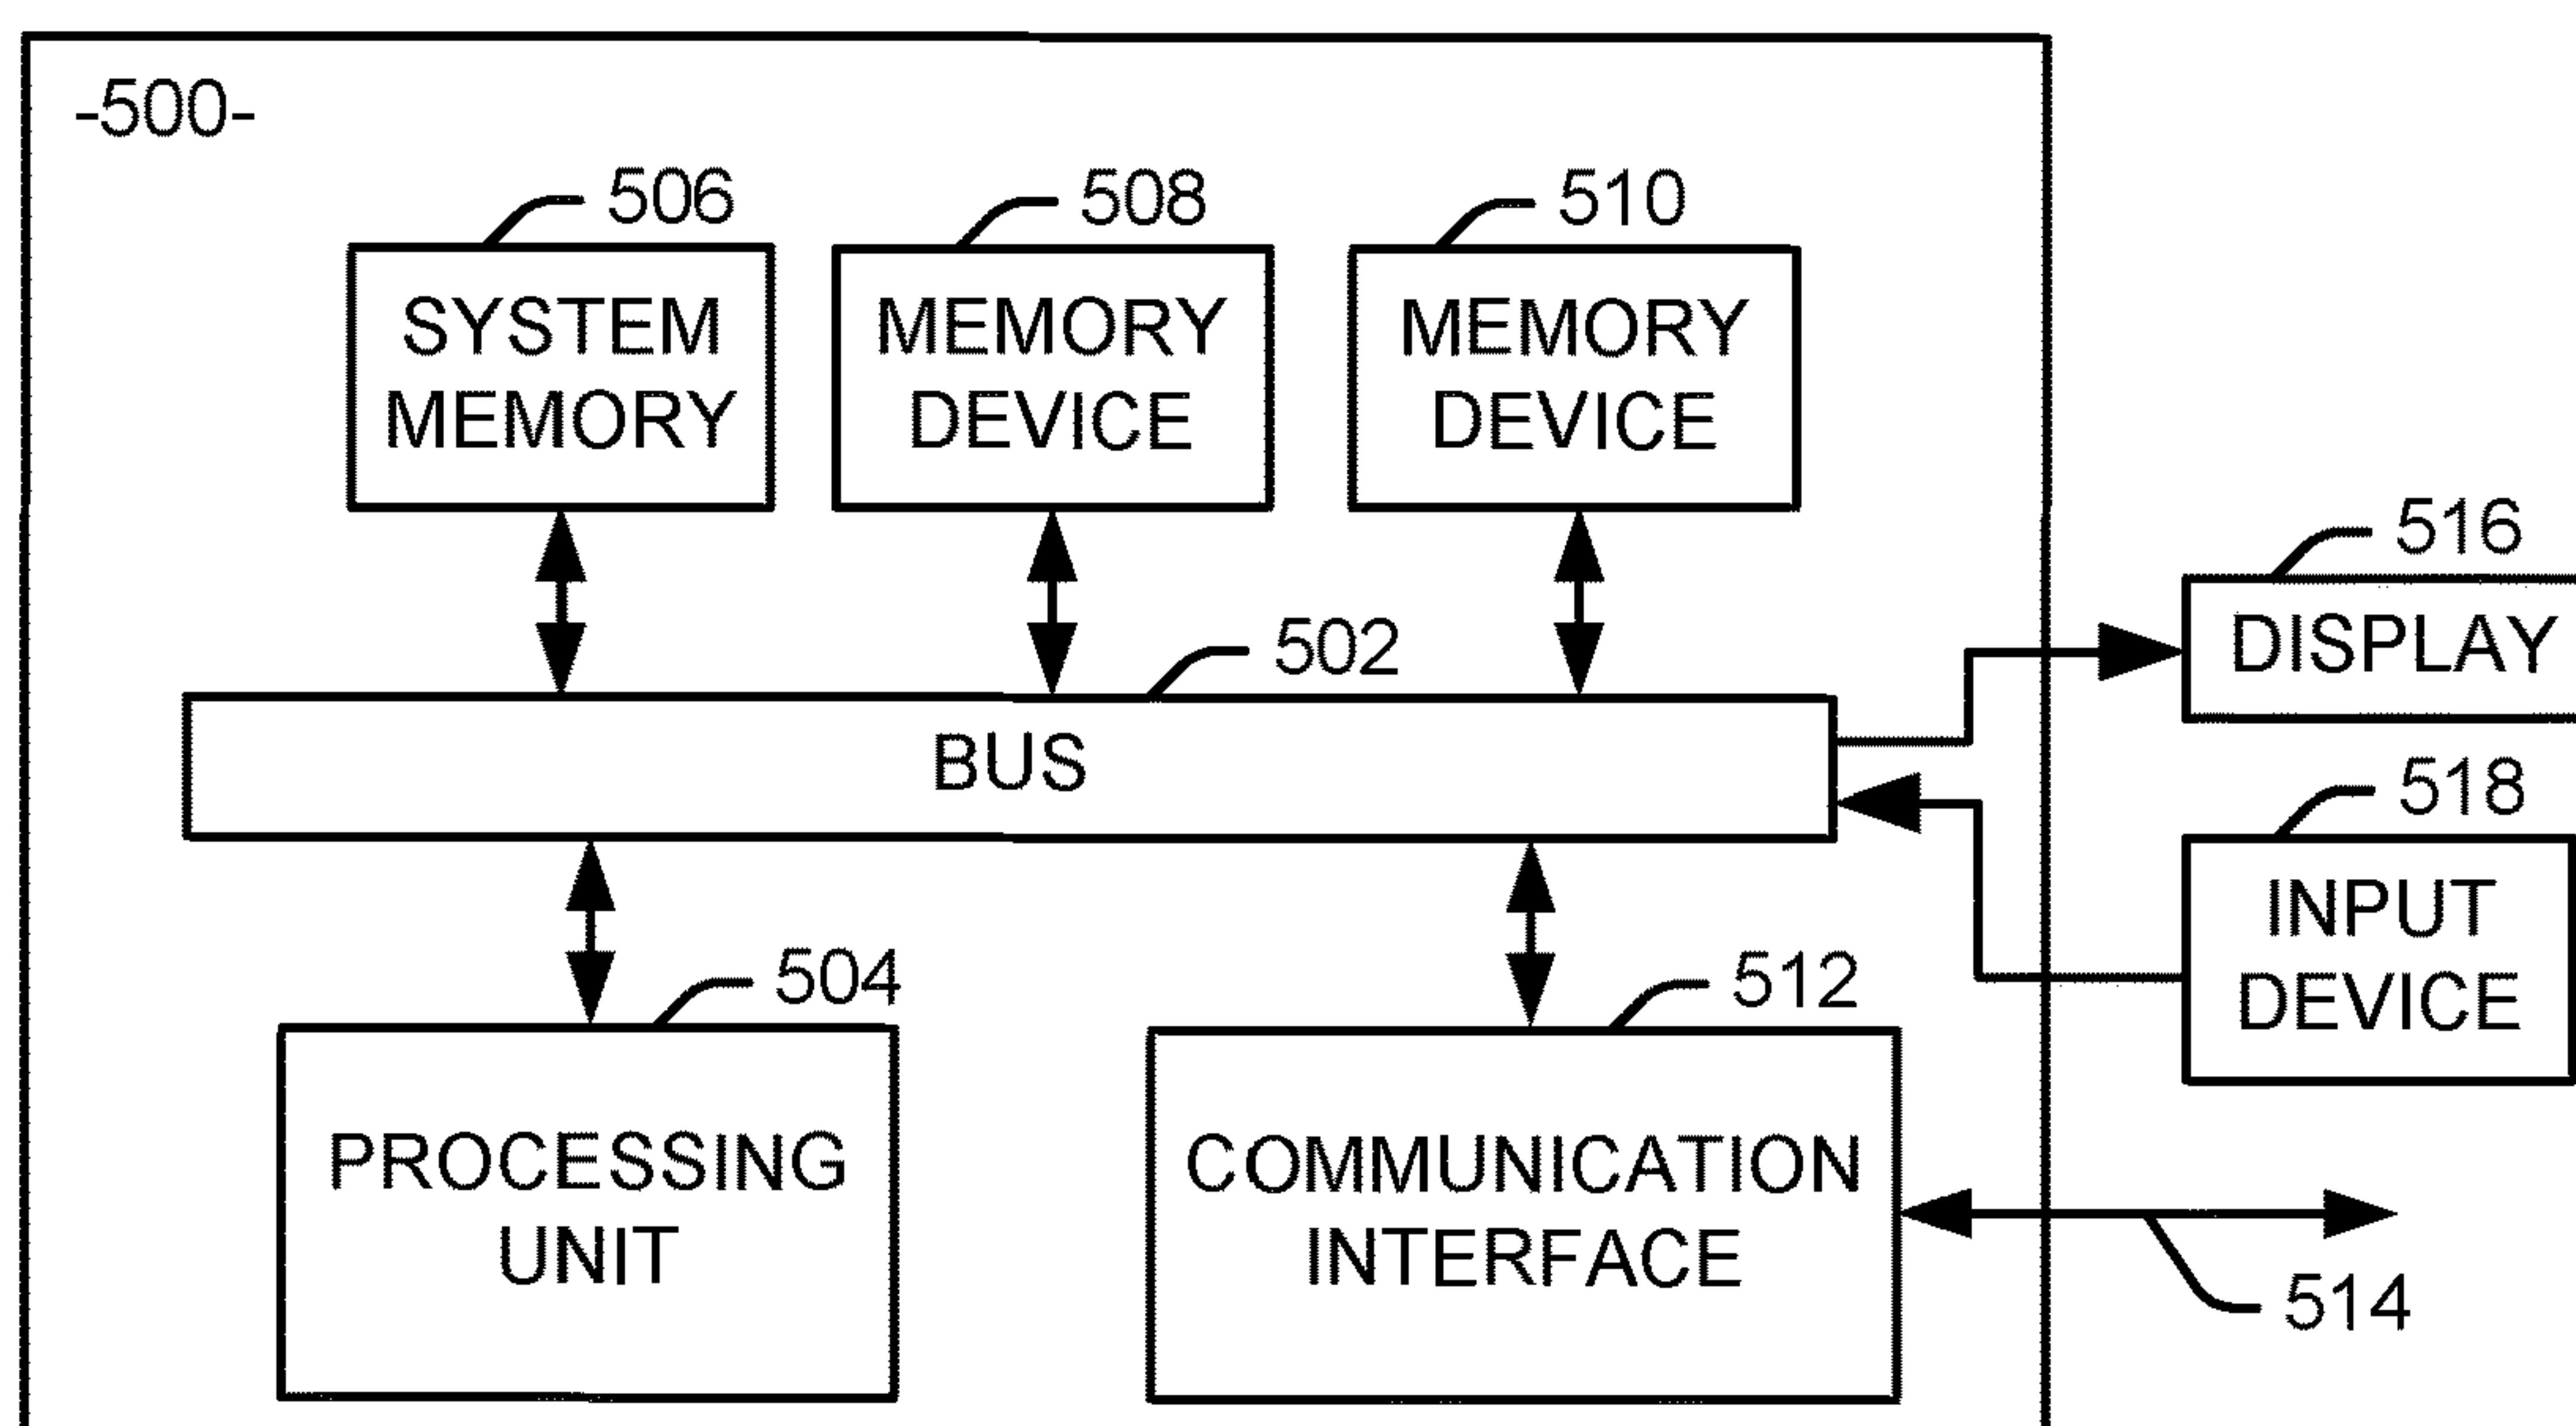 -500-
506
SYSTEM
MEMORY
508
MEMORY
DEVICE
510
MEMORY
DEVICE
516
DISPLAY
502
BUS
518
INPUT
DEVICE
504
PROCESSING
UNIT
512
COMMUNICATION
INTERFACE
514